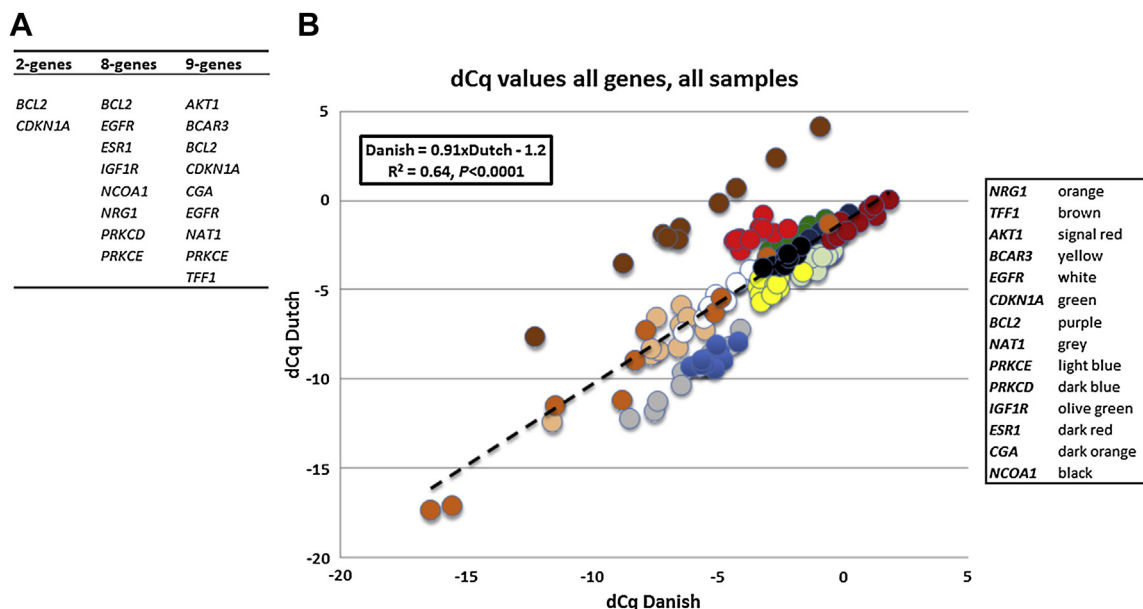 A
2-genes 8-genes 9-genes
BCL2 BCL2 AKT1
CDKN1A EGFR BCAR3
ESR1 BCL2
IGF1R CDKN1A
NCOA1 CGA
NRG1 EGFR
PRKCD NAT1
PRKCE PRKCE
TFF1
B
dCq values all genes, all samples
Danish = 0.91xDutch - 1.2
R² = 0.64, P<0.0001
dCq Dutch
5
0
-5
-10
-15
-20
-20 -15 -10 -5 0 5
dCq Danish
NRG1 orange
TFF1 brown
AKT1 signal red
BCAR3 yellow
EGFR white
CDKN1A green
BCL2 purple
NAT1 grey
PRKCE light blue
PRKCD dark blue
IGF1R olive green
ESR1 dark red
CGA dark orange
NCOA1 black